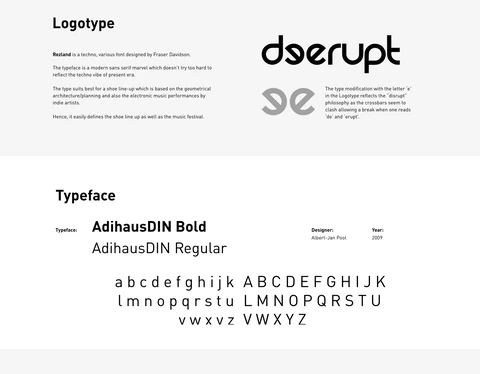 Logotype
Rezland is a techno, various font designed by Fraser Davidson.
The typeface is a modern sans serif marvel which doesn't try too hard to
reflect the techno vibe of present era.
The type suits best for a shoe line-up which is based on the geometrical
architecture/planning and also the electronic music performances by
indie artists.
Hence, it easily defines the shoe line up as well as the music festival.
deerupt
ee
The type modification with the letter 'e'
in the Logotype reflects the "disrupt"
philosophy as the crossbars seem to
clash allowing a break when one reads
'de' and 'erupt'.
Typeface
Typeface:
AdihausDIN Bold
AdihausDIN Regular
Designer:
Albert-Jan Pool
Year:
2009
a b c d e f g h i j k A B C D E F G H I J K
l m n o p q r s t u L M N O P Q R S T U
v w x v z V W X Y Z